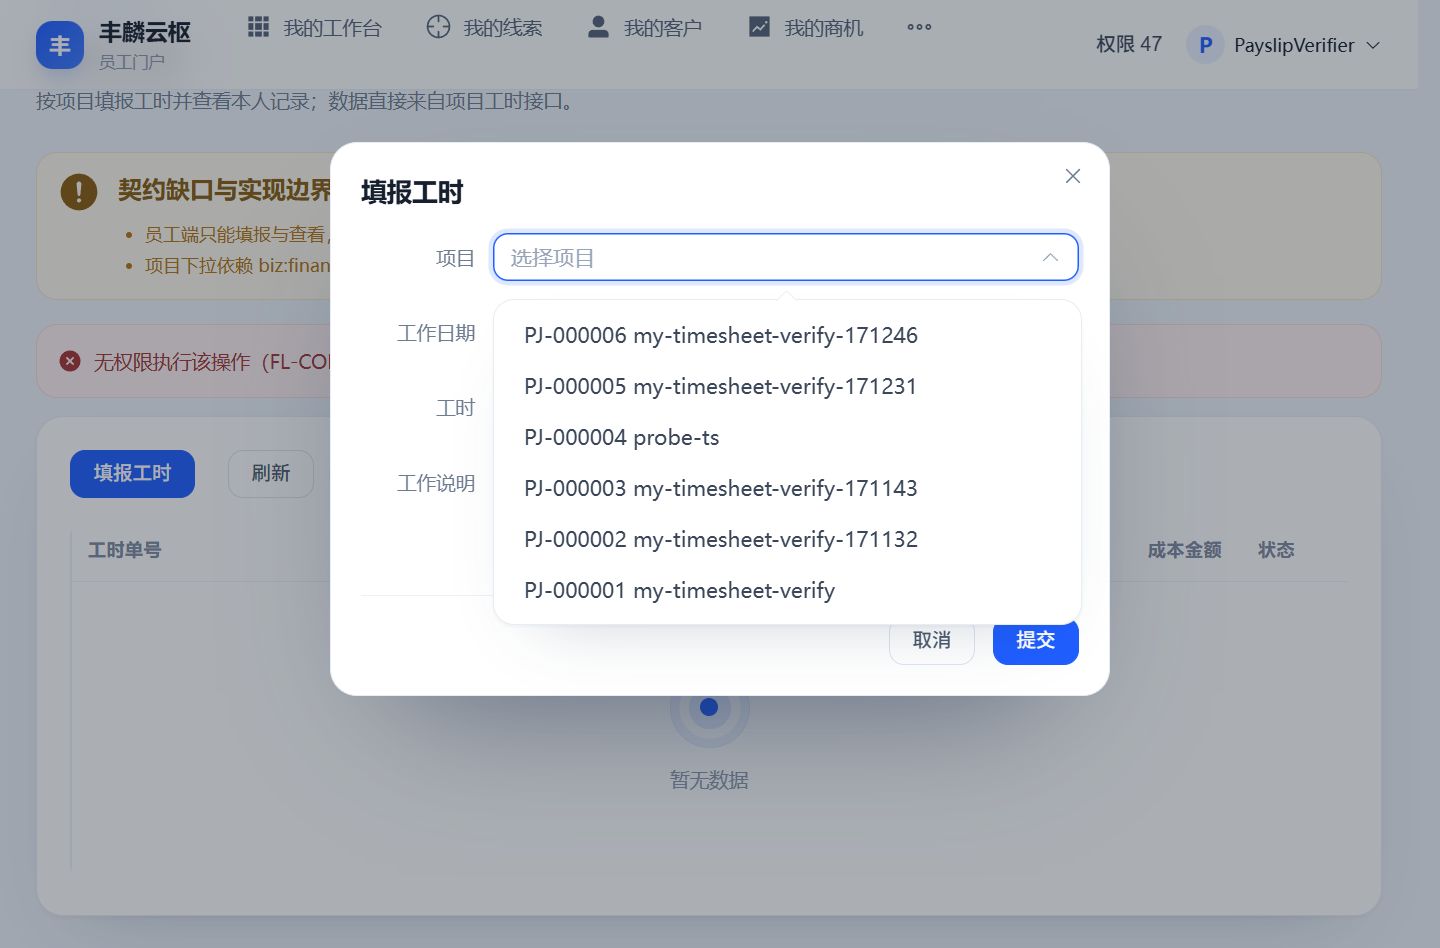 丰
丰麟云枢
员工门户
我的工作台
我的线索
我的客户
我的商机
权限 47
P
PayslipVerifier
按项目填报工时并查看本人记录；数据直接来自项目工时接口。
契约缺口与实现边界
员工端只能填报与查看，
项目下拉依赖 biz:finan
无权限执行该操作（FL-CO
填报工时
刷新
工时单号
成本金额
状态
暂无数据
填报工时
项目
选择项目
工作日期
工时
工作说明
PJ-000006 my-timesheet-verify-171246
PJ-000005 my-timesheet-verify-171231
PJ-000004 probe-ts
PJ-000003 my-timesheet-verify-171143
PJ-000002 my-timesheet-verify-171132
PJ-000001 my-timesheet-verify
取消
提交